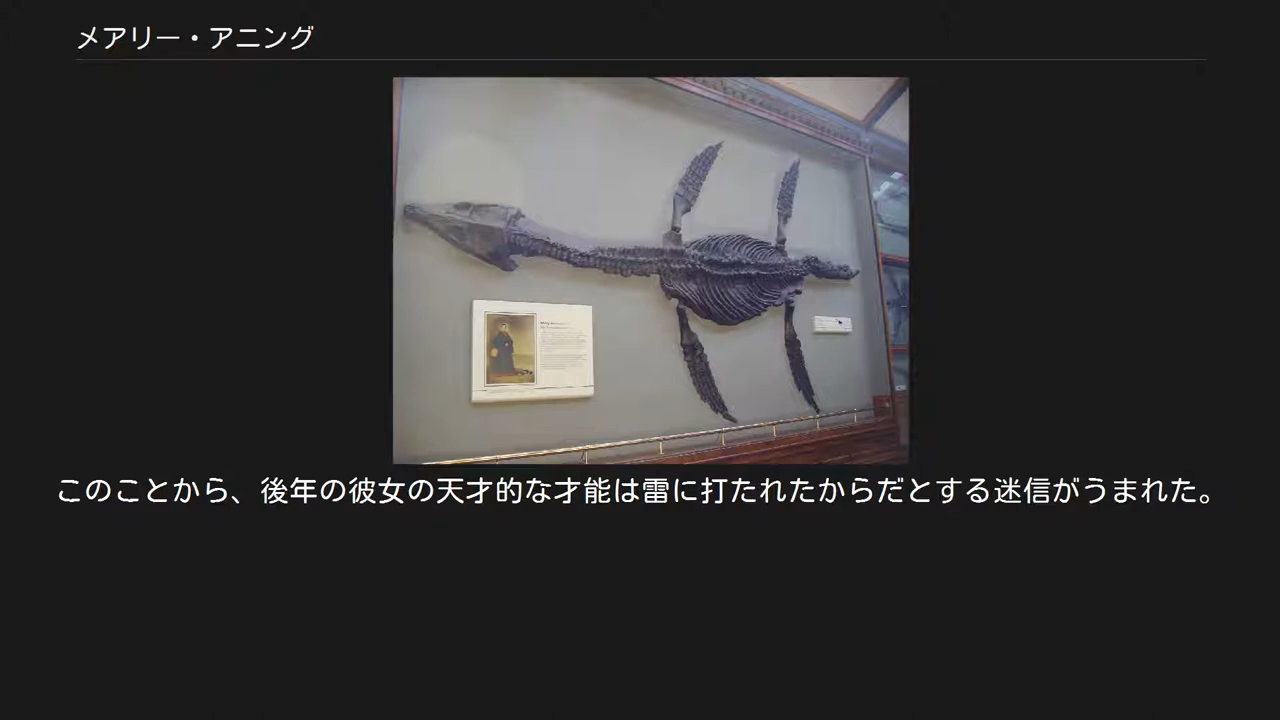 メアリー・アニング
このことから、後年の彼女の天才的な才能は雷に打たれたからだとする迷信がうまれた。